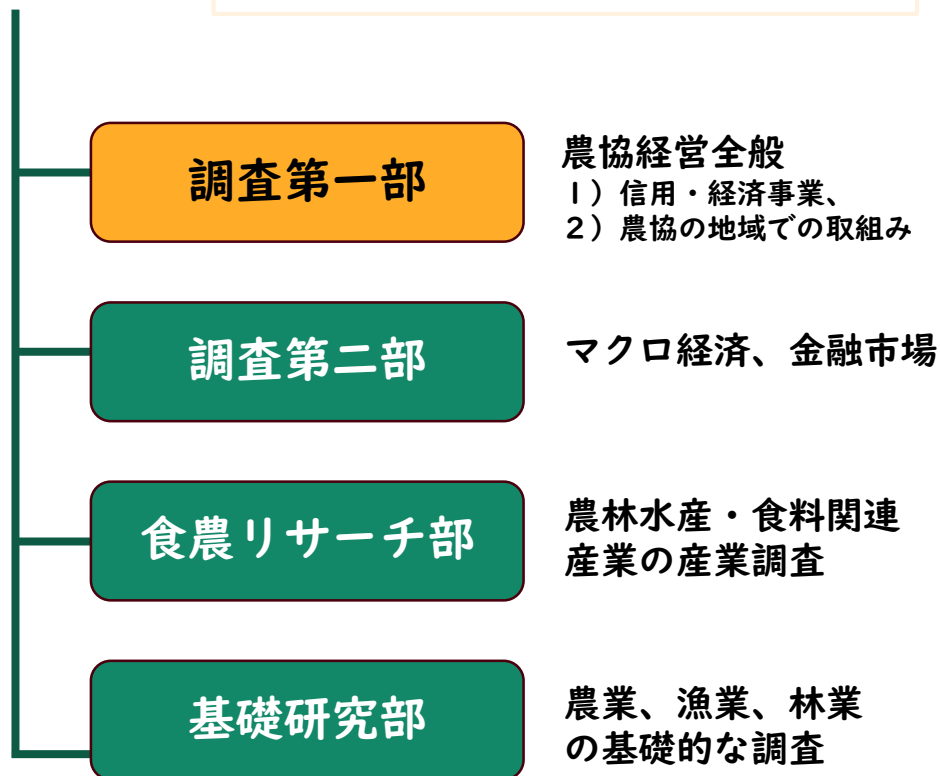 調査第一部
農協経営全般
１）信用・経済事業、
２）農協の地域での取組み
調査第二部
マクロ経済、金融市場
食農リサーチ部
農林水産・食料関連
産業の産業調査
基礎研究部
農業、漁業、林業
の基礎的な調査